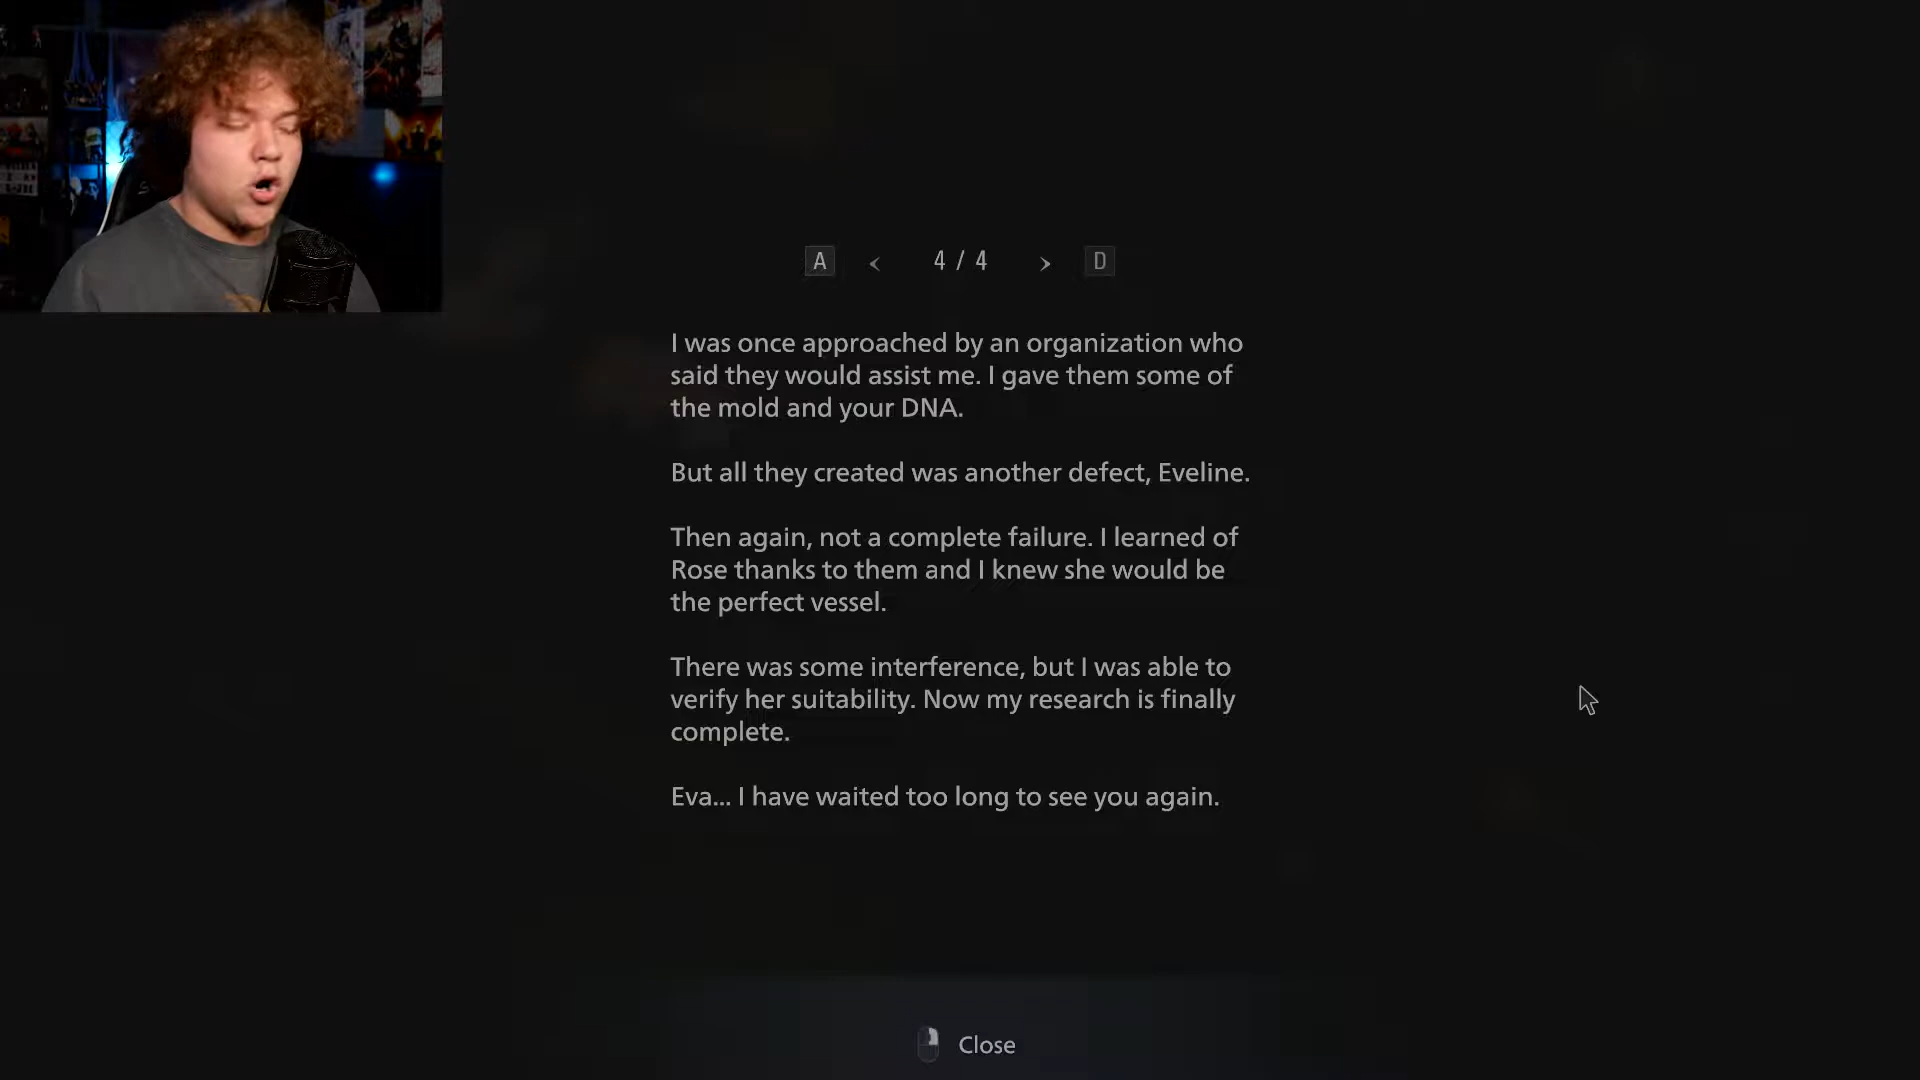 A < 4 / 4 > D
I was once approached by an organization who
said they would assist me. I gave them some of
the mold and your DNA.
But all they created was another defect, Eveline.
Then again, not a complete failure. I learned of
Rose thanks to them and I knew she would be
the perfect vessel.
There was some interference, but I was able to
verify her suitability. Now my research is finally
complete.
Eva... I have waited too long to see you again.
Close